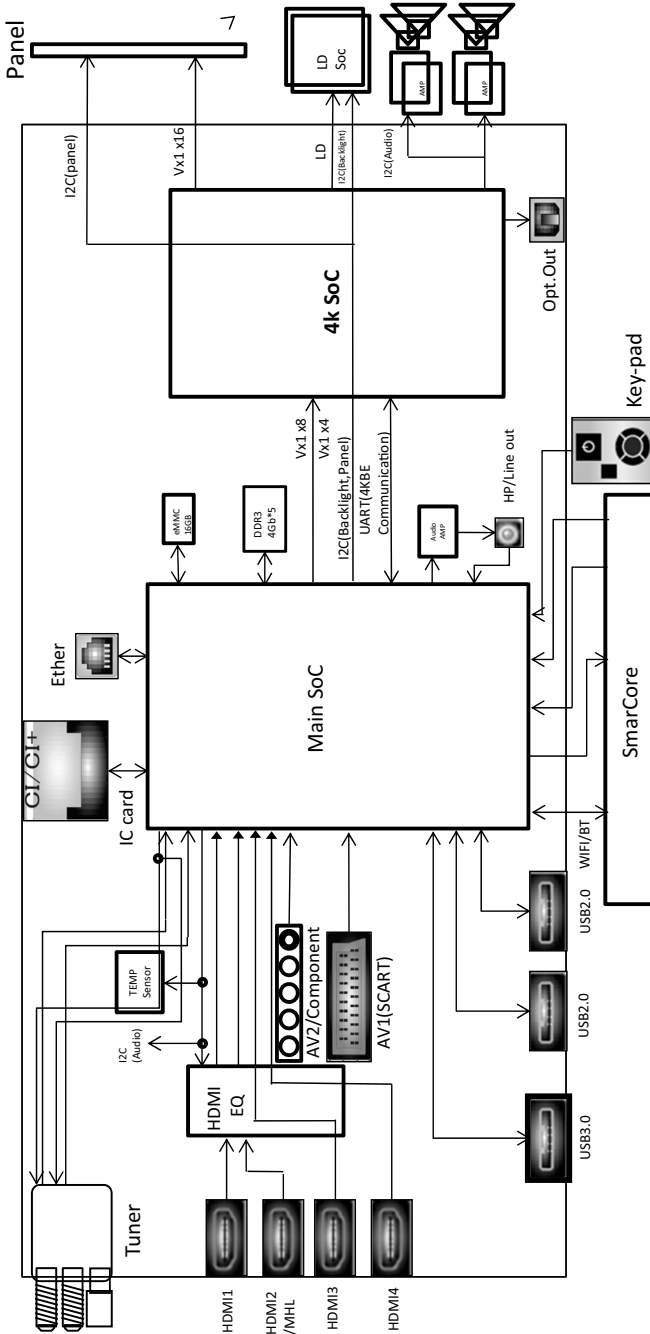 Panel
LD
Soc
AMP
AMP
I2C(panel)
Vx1 x16
LD
I2C(Backlight)
I2C(Audio)
4k SoC
Opt.Out
Vx1 x8
Vx1 x4
I2C(Backlight,Panel)
UART(4KBE
Communication)
eMMC
16GB
DDR3
4Gb*5
Audio
AMP
HP/Line out
Key-pad
Ether
CI/CI+
IC card
Main SoC
SmarCore
WIFI/BT
TEMP
Sensor
I2C
(Audio)
HDMI
EQ
AV2/Component
AV1(SCART)
USB2.0
USB2.0
USB3.0
Tuner
HDMI1
HDMI2
/MHL
HDMI3
HDMI4